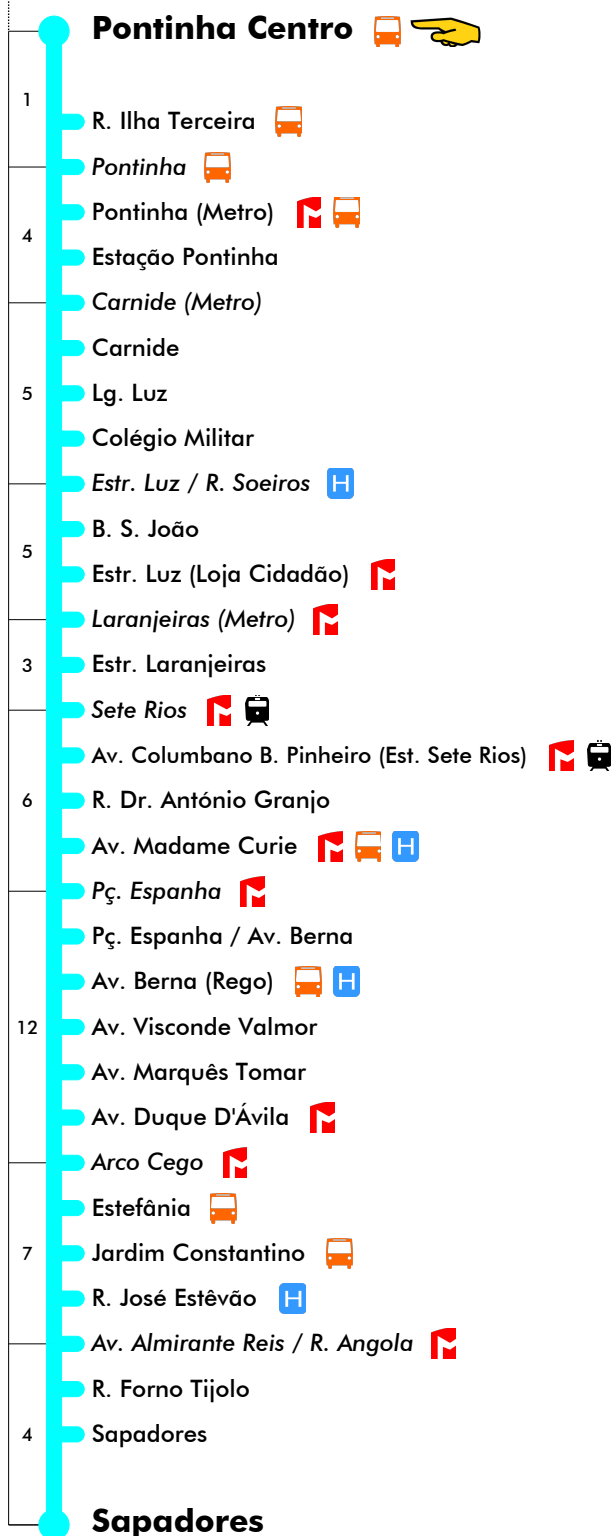 Pontinha Centro
1
R. Ilha Terceira
Pontinha
Pontinha (Metro)
4
Estação Pontinha
Carnide (Metro)
Carnide
5
Lg. Luz
Colégio Militar
Estr. Luz / R. Soeiros H
B. S. João
5
Estr. Luz (Loja Cidadão)
Laranjeiras (Metro)
3
Estr. Laranjeiras
Sete Rios
Av. Columbano B. Pinheiro (Est. Sete Rios)
6
R. Dr. António Granjo
Av. Madame Curie H
Pç. Espanha
Pç. Espanha / Av. Berna
Av. Berna (Rego) H
12
Av. Visconde Valmor
Av. Marquês Tomar
Av. Duque D'Ávila
Arco Cego
Estefânia
7
Jardim Constantino
R. José Estêvão H
Av. Almirante Reis / R. Angola
R. Forno Tijolo
4
Sapadores
Sapadores